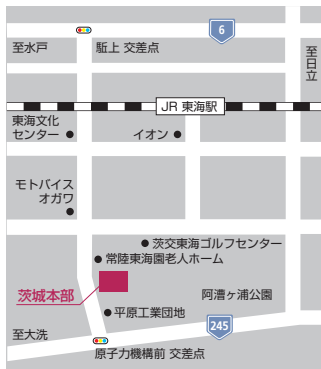 6
至水戸
駈上 交差点
至日立
JR 東海駅
東海文化
センター
イオン
モトバイス
オガワ
茨交東海ゴルフセンター
常陸東海園老人ホーム
茨城本部
阿漕ヶ浦公園
平原工業団地
245
至大洗
原子力機構前 交差点